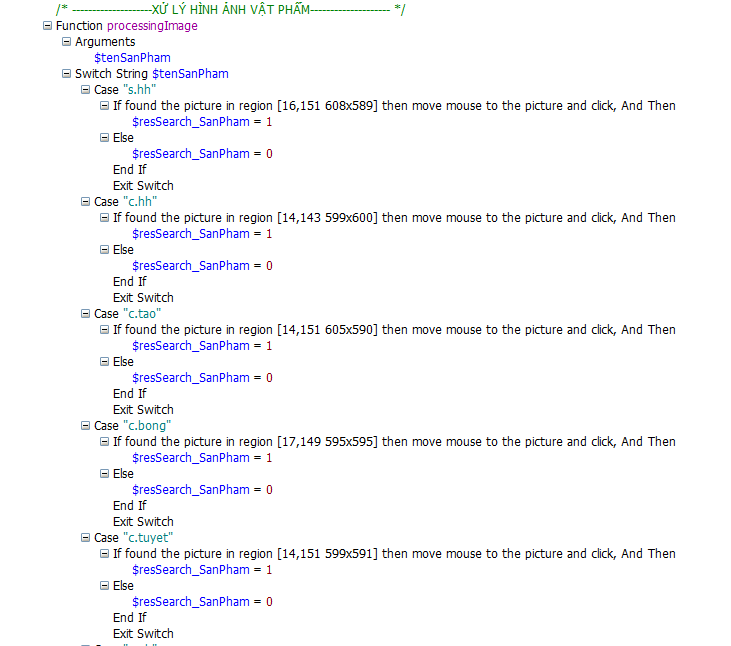 /* --------------------XỬ LÝ HÌNH ẢNH VẬT PHẨM-------------------- */
Function processingImage
Arguments
$tenSanPham
Switch String $tenSanPham
Case "s.hh"
If found the picture in region [16,151 608x589] then move mouse to the picture and click, And Then
$resSearch_SanPham = 1
Else
$resSearch_SanPham = 0
End If
Exit Switch
Case "c.hh"
If found the picture in region [14,143 599x600] then move mouse to the picture and click, And Then
$resSearch_SanPham = 1
Else
$resSearch_SanPham = 0
End If
Exit Switch
Case "c.tao"
If found the picture in region [14,151 605x590] then move mouse to the picture and click, And Then
$resSearch_SanPham = 1
Else
$resSearch_SanPham = 0
End If
Exit Switch
Case "c.bong"
If found the picture in region [17,149 595x595] then move mouse to the picture and click, And Then
$resSearch_SanPham = 1
Else
$resSearch_SanPham = 0
End If
Exit Switch
Case "c.tuyet"
If found the picture in region [14,151 599x591] then move mouse to the picture and click, And Then
$resSearch_SanPham = 1
Else
$resSearch_SanPham = 0
End If
Exit Switch